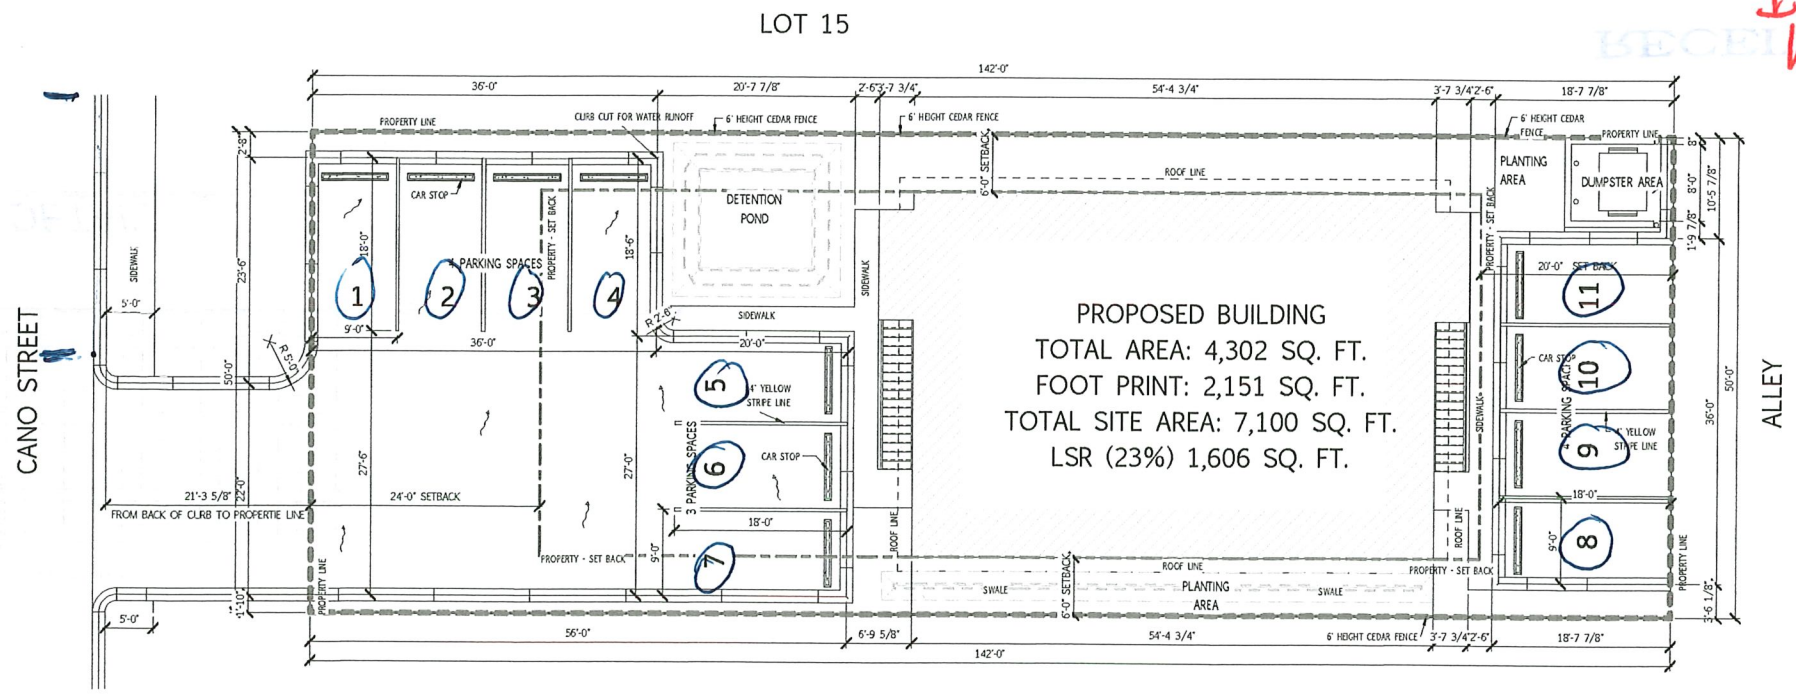 LOT 15
142'-0"
36'-0"
20'-7 7/8"
2'-6"
3'-7 3/4"
54'-4 3/4"
3'-7 3/4"
2'-6"
18'-7 7/8"
PROPERTY LINE
CURB CUT FOR WATER RUNOFF
6' HEIGHT CEDAR FENCE
6' HEIGHT CEDAR FENCE
6' HEIGHT CEDAR
FENCE
PROPERTY LINE
2'-8"
CAR STOP
DETENTION
POND
6'-0" SETBACK
ROOF LINE
PLANTING
AREA
DUMPSTER AREA
8"
8'-0"
10'-5 7/8"
1'-9 7/8"
SIDEWALK
5'-0"
23'-6"
18'-0"
4 PARKING SPACES
PROPERTY - SET BACK
18'-6"
1
2
3
4
9'-0"
36'-0"
R 5'-0"
R 2'-6"
SIDEWALK
20'-0"
SIDEWALK
PROPERTY - SET BACK
20'-0" SET BACK
11
CANO STREET
50'-0"
PROPOSED BUILDING
TOTAL AREA: 4,302 SQ. FT.
FOOT PRINT: 2,151 SQ. FT.
TOTAL SITE AREA: 7,100 SQ. FT.
LSR (23%) 1,606 SQ. FT.
5
4" YELLOW
STRIPE LINE
6
3 PARKING SPACES
CAR STOP
18'-0"
7
9'-0"
SIDEWALK
CAR STOP
10
4 PARKING SPACES
4" YELLOW
STRIPE LINE
9
18'-0"
8
9'-0"
36'-0"
50'-0"
ALLEY
21'-3 5/8"
FROM BACK OF CURB TO PROPERTIE LINE
22'-0"
27'-6"
24'-0" SETBACK
27'-0"
PROPERTY LINE
PROPERTY - SET BACK
ROOF LINE
ROOF LINE
ROOF LINE
PROPERTY - SET BACK
PROPERTY LINE
SWALE
6'-0" SETBACK
PLANTING
AREA
SWALE
1'-10"
5'-0"
3'-6 1/8"
6' HEIGHT CEDAR FENCE
56'-0"
6'-9 5/8"
54'-4 3/4"
3'-7 3/4"
2'-6"
18'-7 7/8"
142'-0"